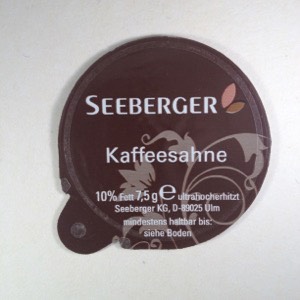 SEEBERGER
Kaffeesahne
10% Fett 7,5 g ℮ ultrahocherhitzt
Seeberger KG, D-89025 Ulm
mindestens haltbar bis:
siehe Boden